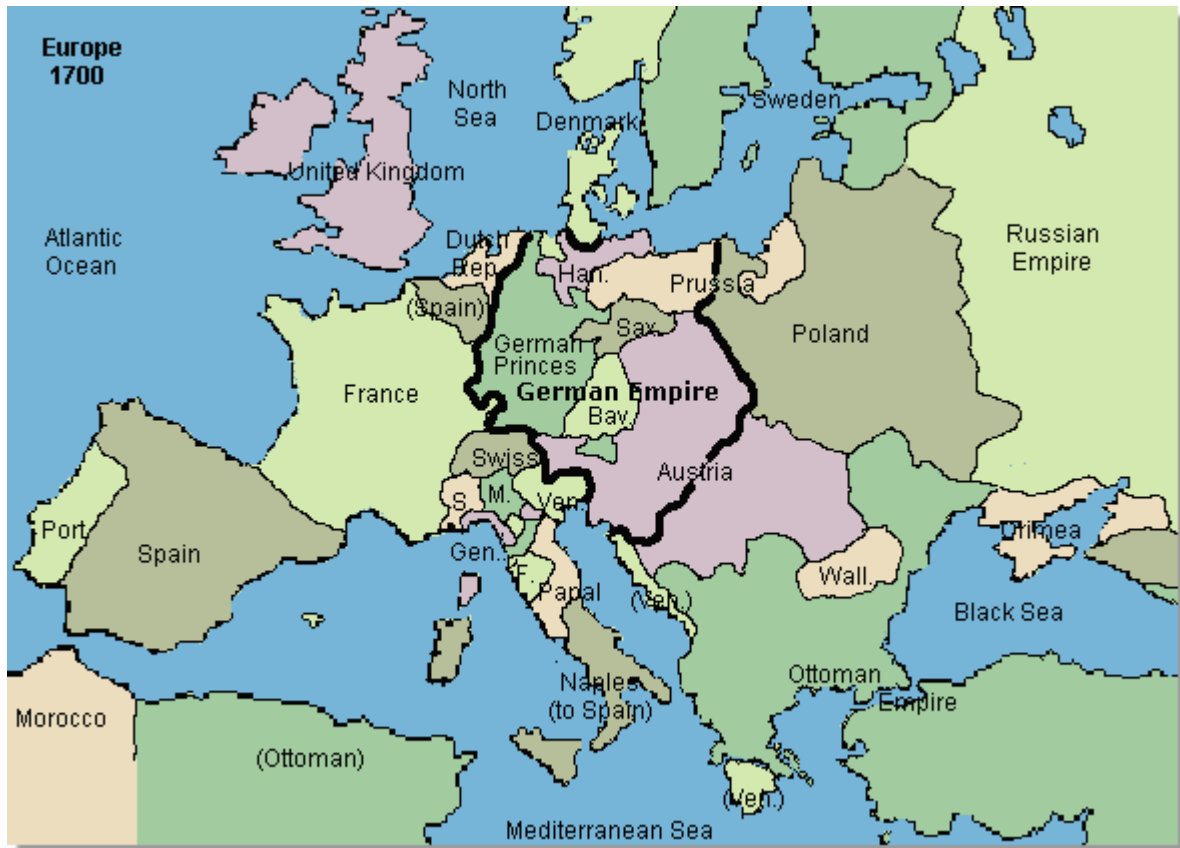 Europe
1700
North
Sea
Sweden
Denmark
United Kingdom
Atlantic
Ocean
Dutch
Rep.
Russian
Empire
Han.
Prussia
(Spain)
Sax.
Poland
German
Princes
German Empire
France
Bav.
Swiss
Austria
S.
M.
Ven.
Port.
Spain
Gen.
F.
Papal
(Ven.)
Wall.
Crimea
Black Sea
Naples
(to Spain)
Ottoman
Empire
Morocco
(Ottoman)
(Ven.)
Mediterranean Sea